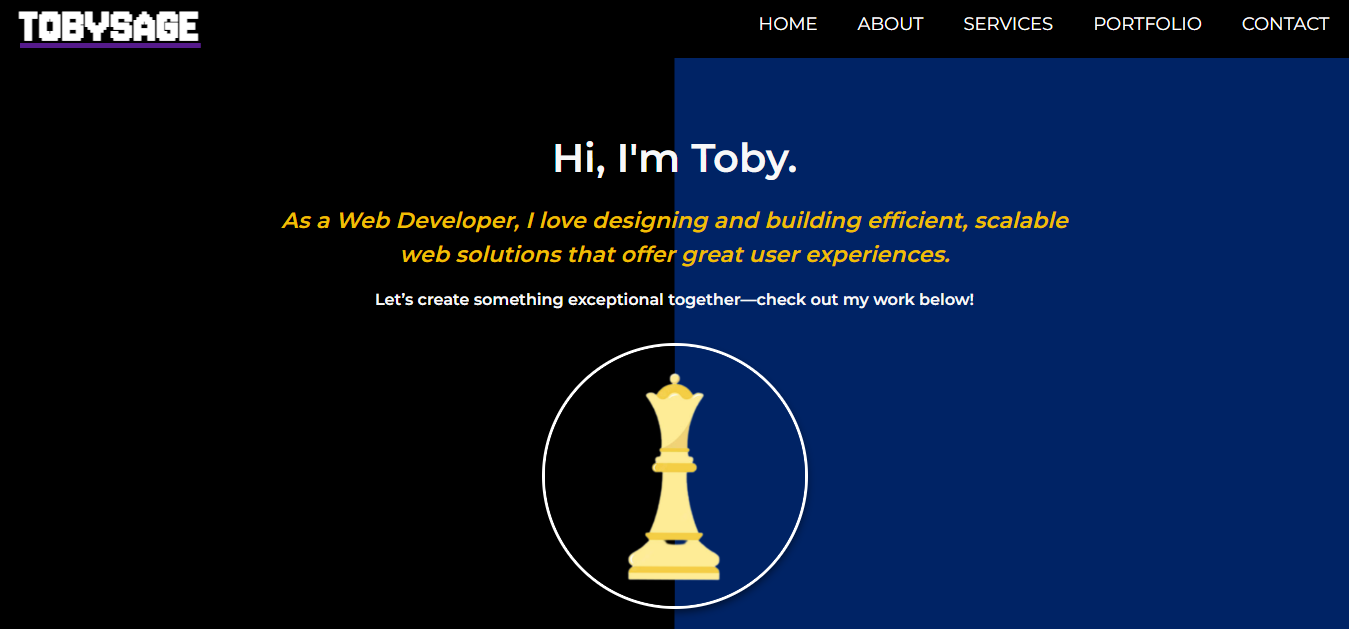 TOBYSAGE
HOME ABOUT SERVICES PORTFOLIO CONTACT
Hi, I'm Toby.
As a Web Developer, I love designing and building efficient, scalable
web solutions that offer great user experiences.
Let’s create something exceptional together—check out my work below!